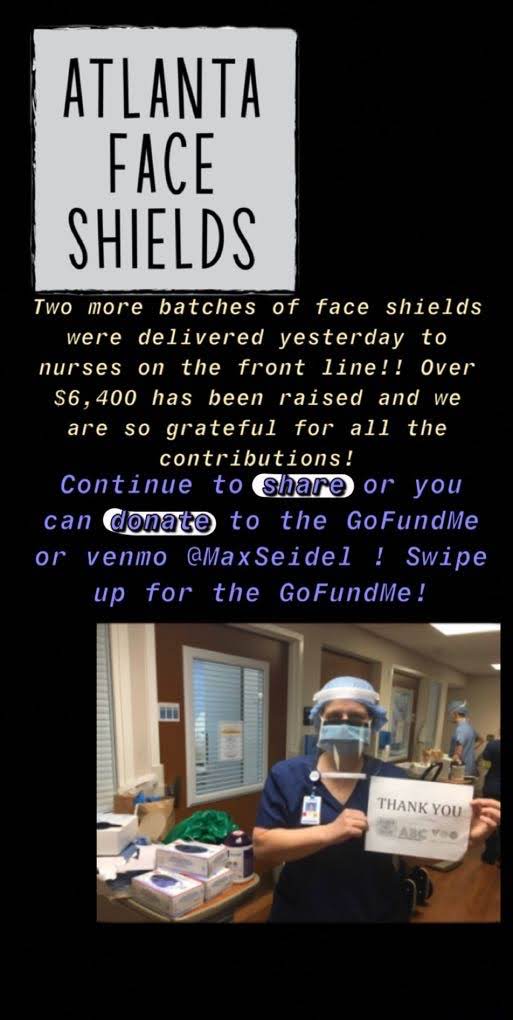 ATLANTA
FACE
SHIELDS
Two more batches of face shields
were delivered yesterday to
nurses on the front line!! Over
$6,400 has been raised and we
are so grateful for all the
contributions!
Continue to share or you
can donate to the GoFundMe
or venmo @MaxSeidel ! Swipe
up for the GoFundMe!
THANK YOU
ABC